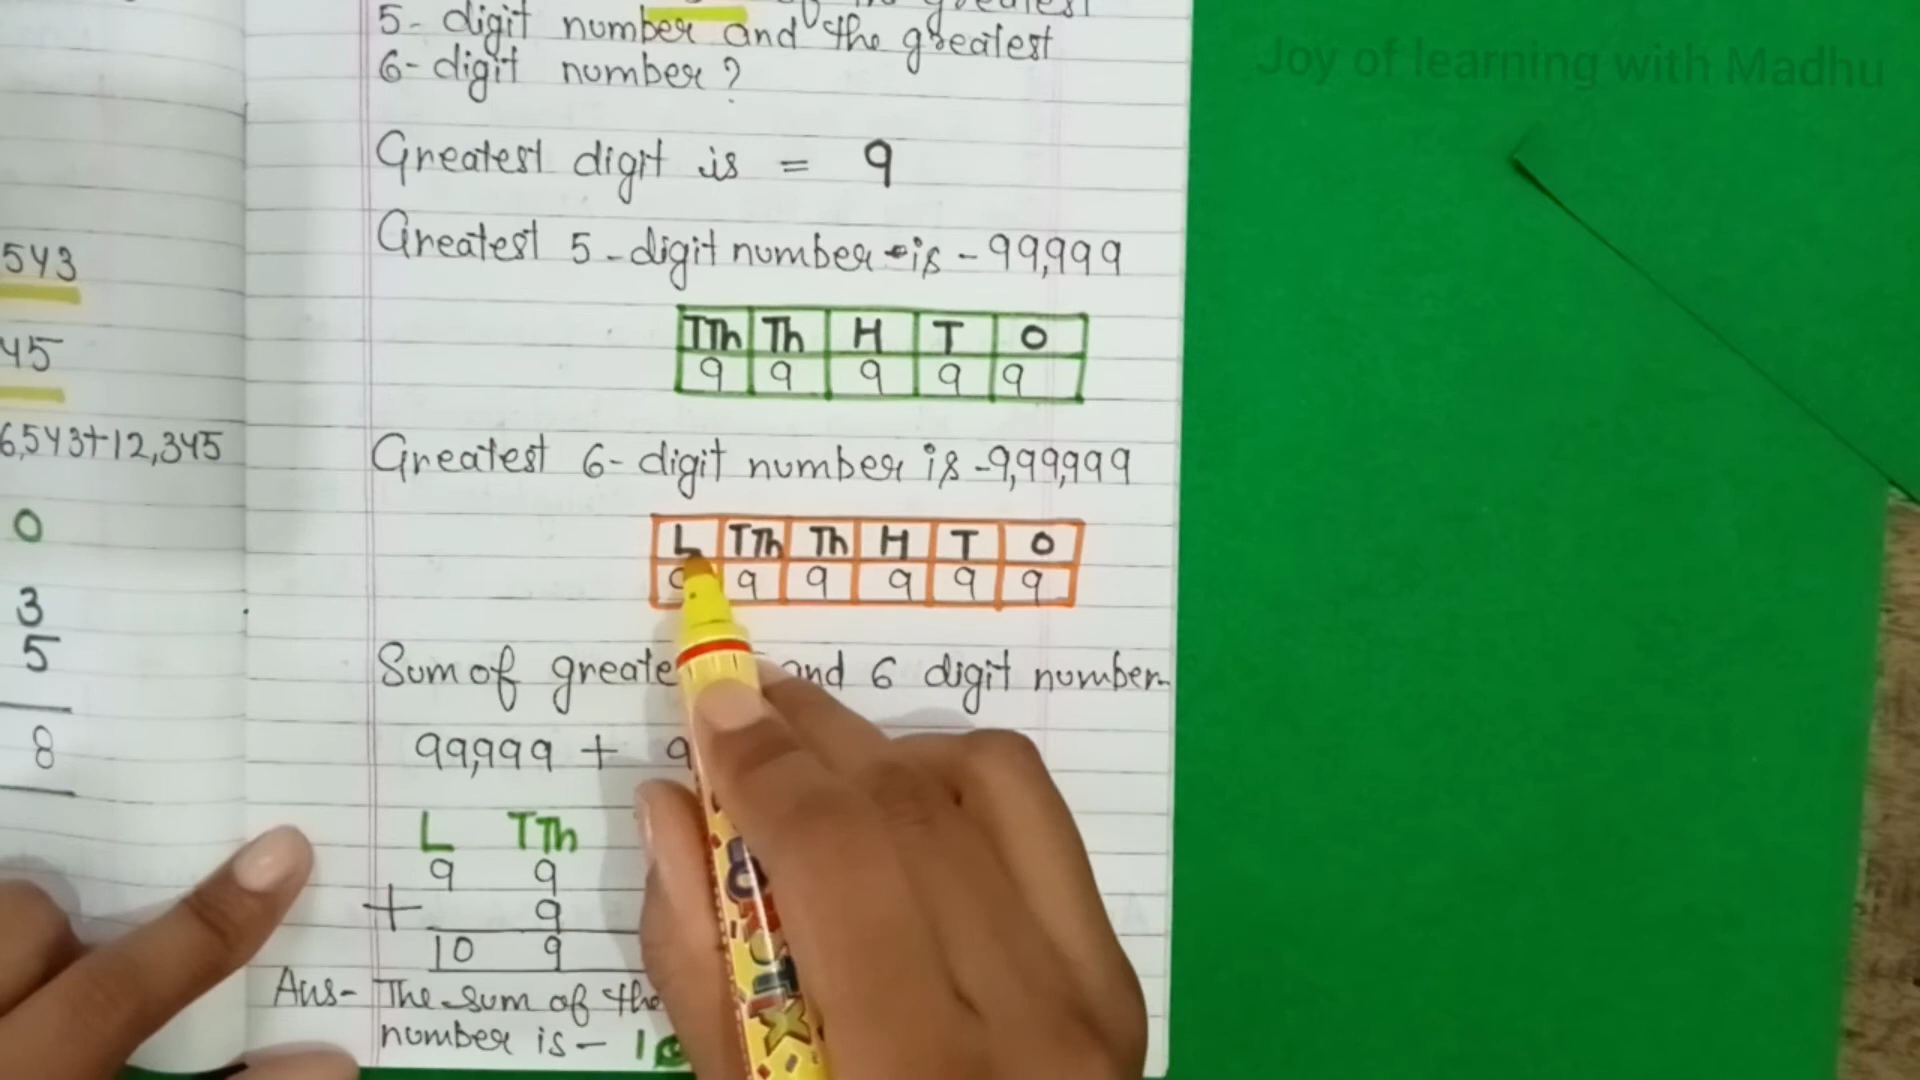 5- digit number and the greatest
6- digit number?
Greatest digit is = 9
Greatest 5-digit number is - 99,999
TTh Th H T O
9 9 9 9 9
Greatest 6- digit number is - 9,99,999
L TTh Th H T O
9 9 9 9 9
Sum of and 6 digit number
99,999 + 9
L TTh
9 9
+ 9
10 9
Ans- The sum of the
number is -
543
45
6,543+12,345
0
3
5
8
Joy of learning with Madhu